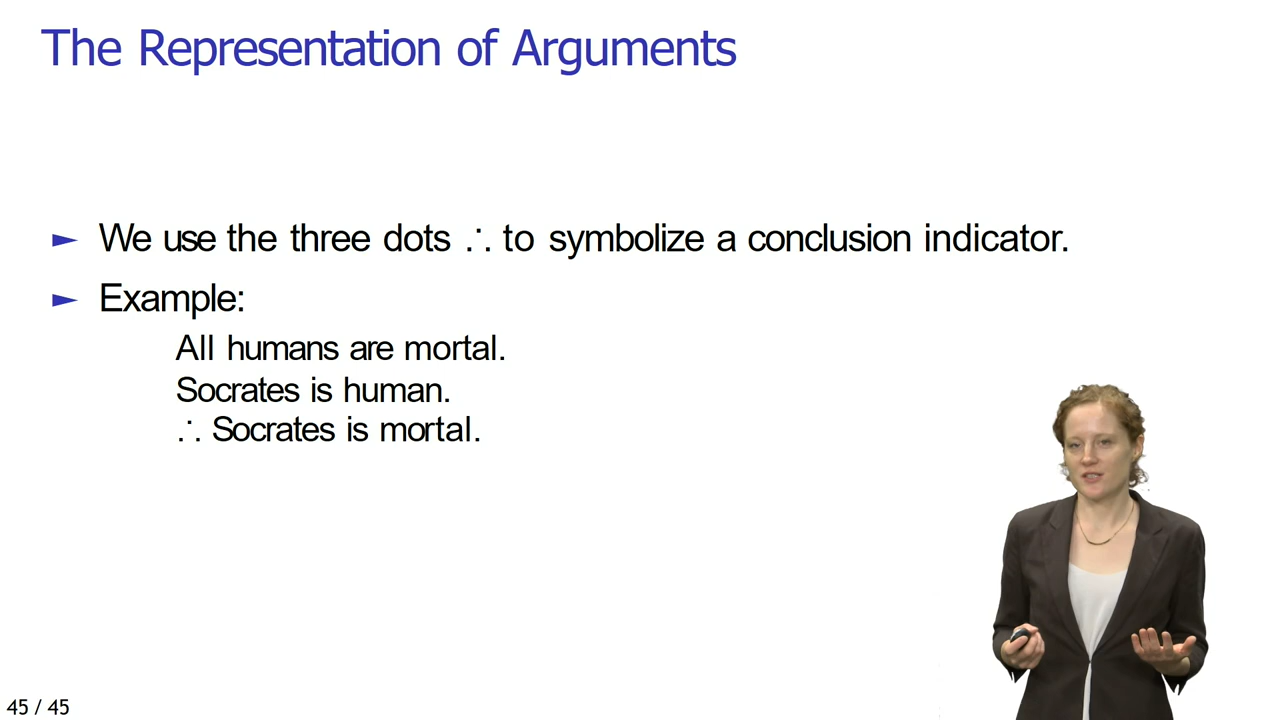 The Representation of Arguments
► We use the three dots ∴ to symbolize a conclusion indicator.
► Example:
All humans are mortal.
Socrates is human.
∴ Socrates is mortal.
45 / 45